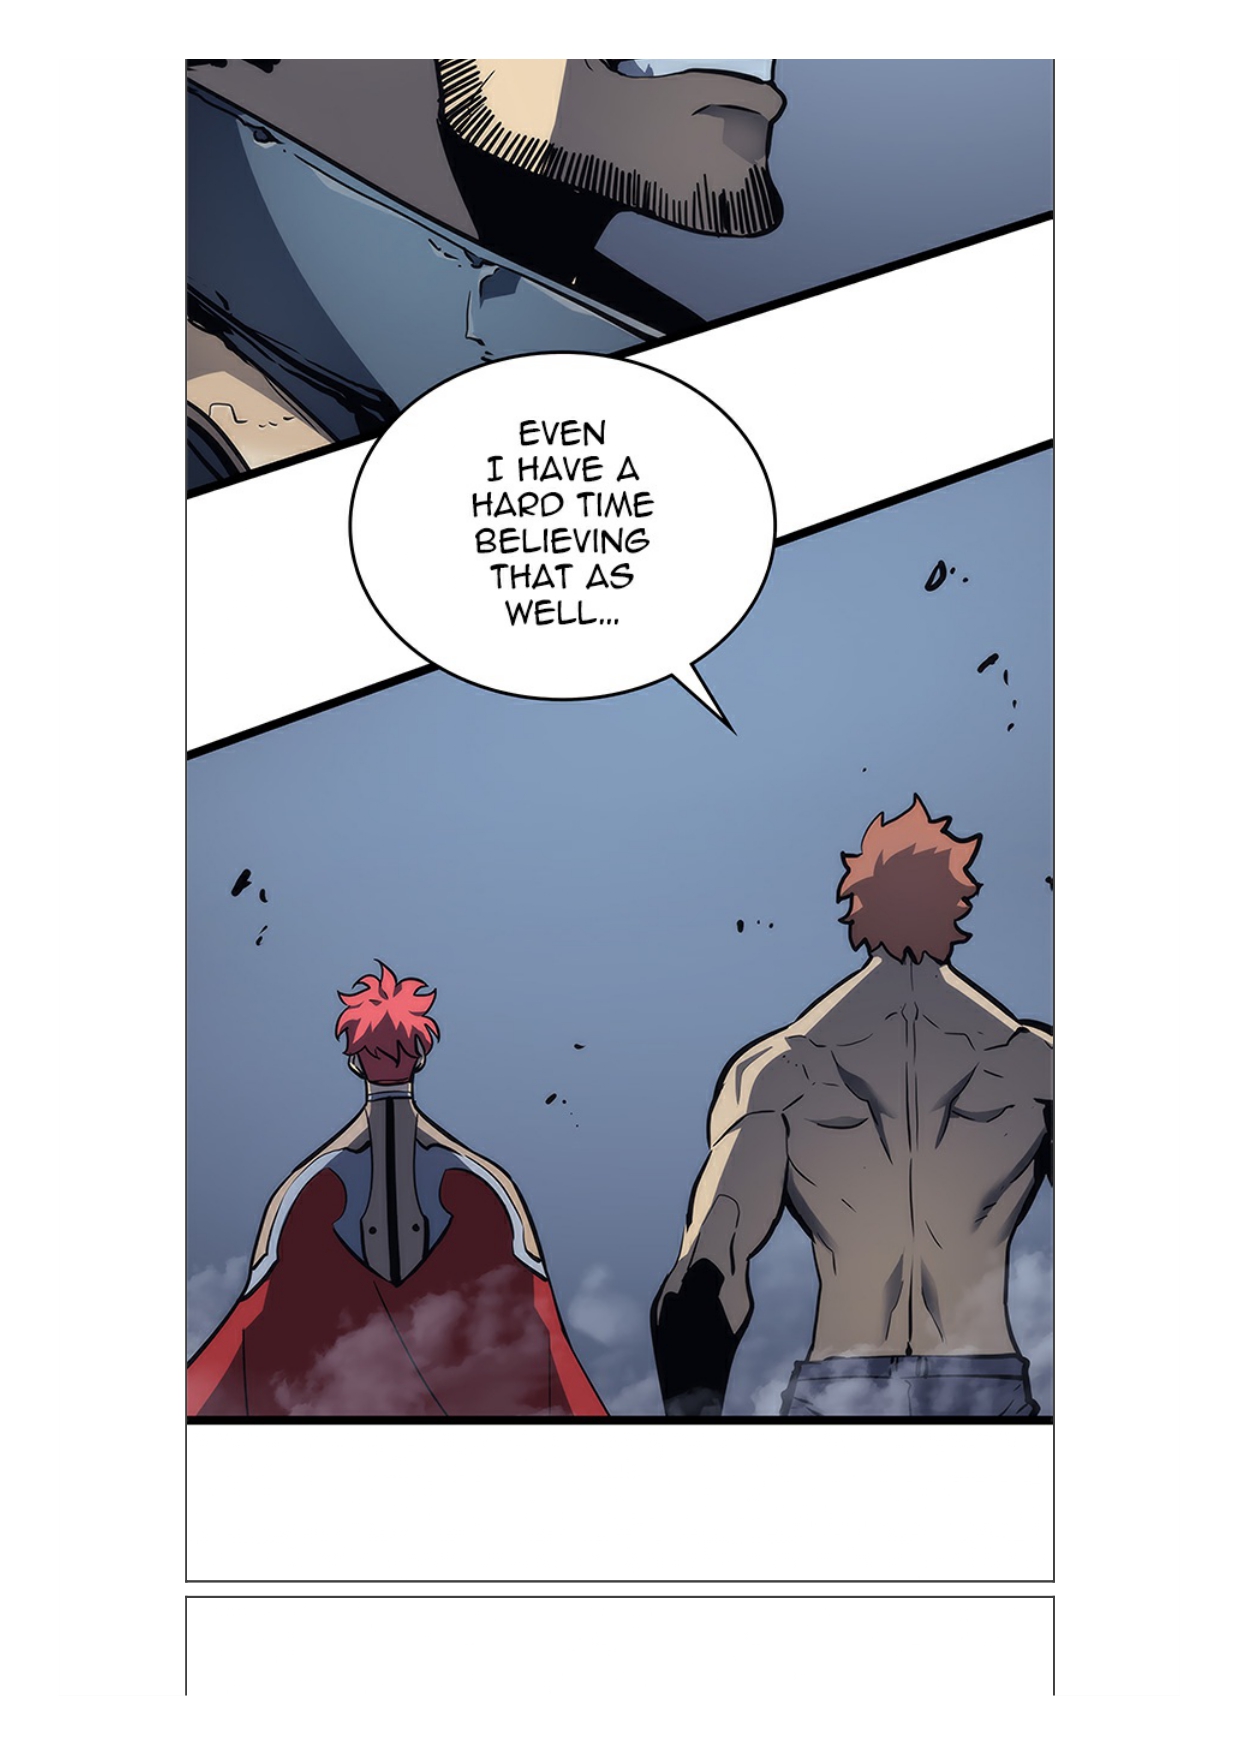 EVEN
I HAVE A
HARD TIME
BELIEVING
THAT AS
WELL...